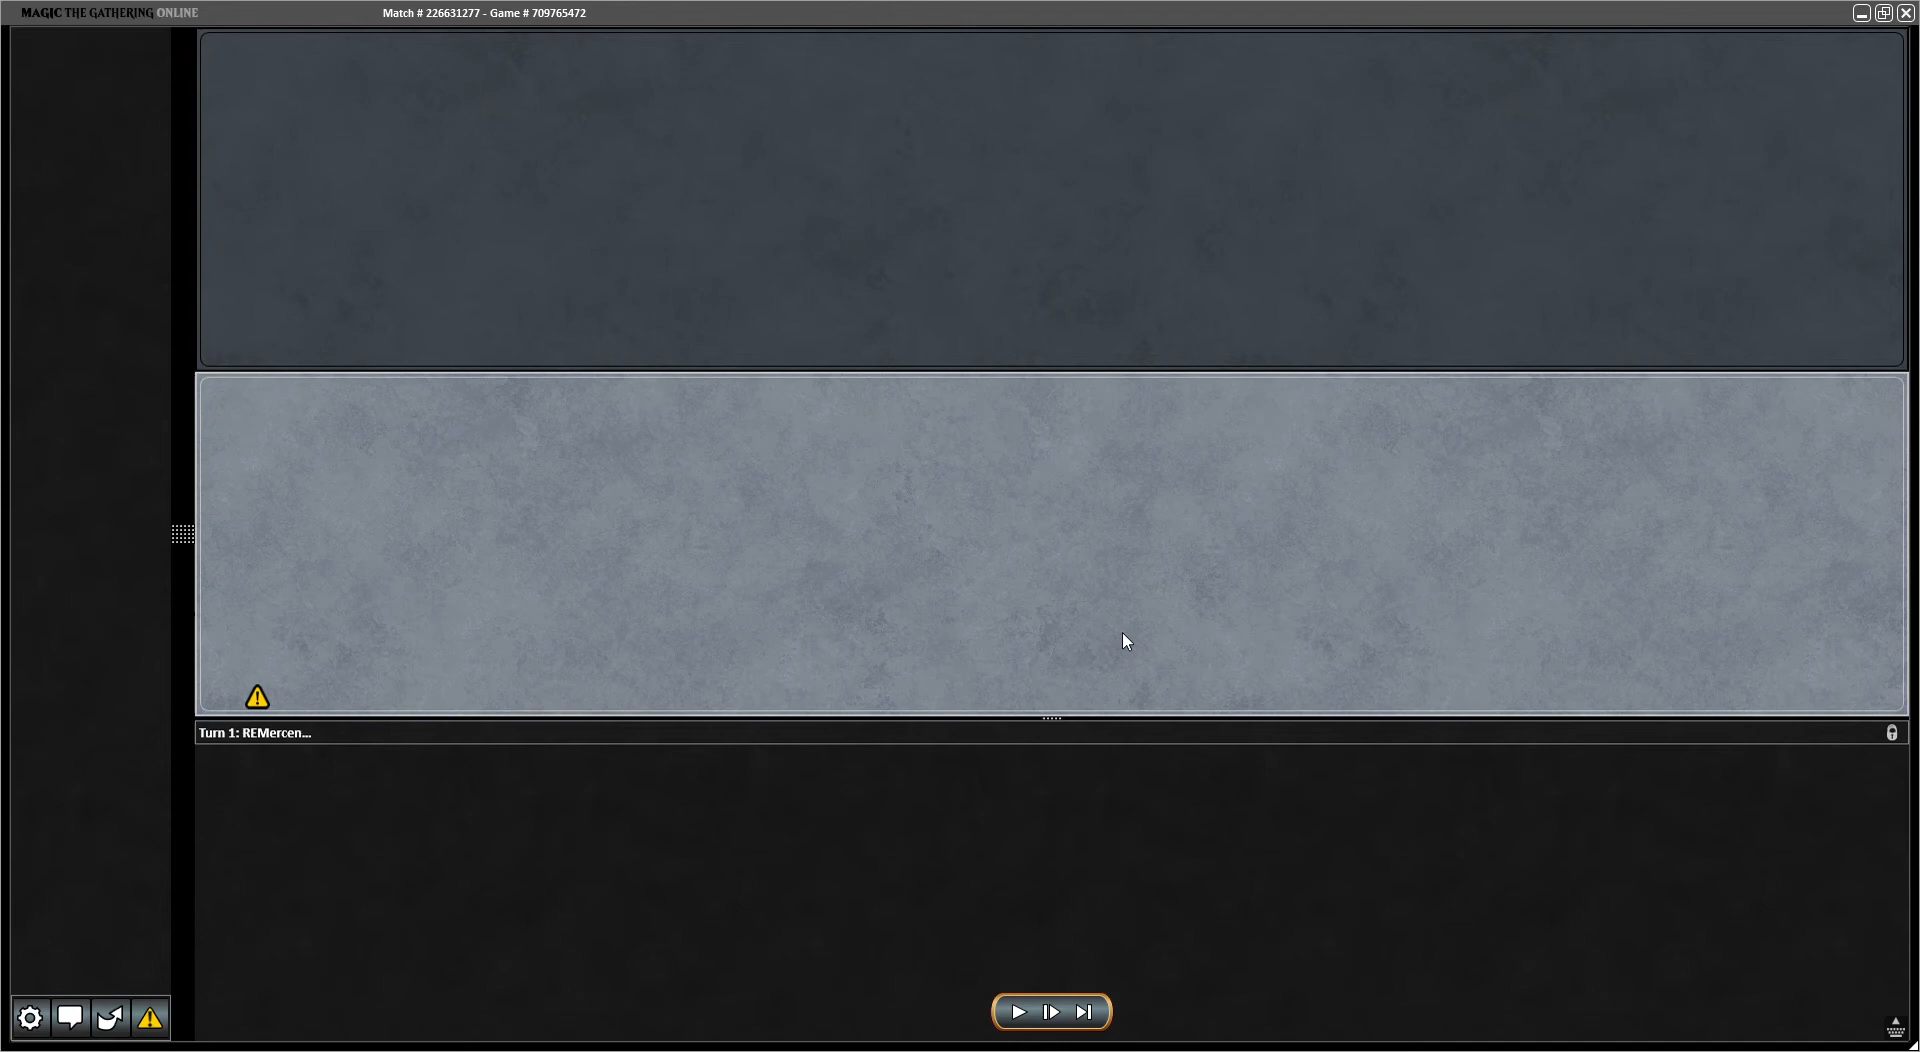 MAGIC THE GATHERING ONLINE
Match # 226631277 - Game # 709765472
Turn 1: REMercen...